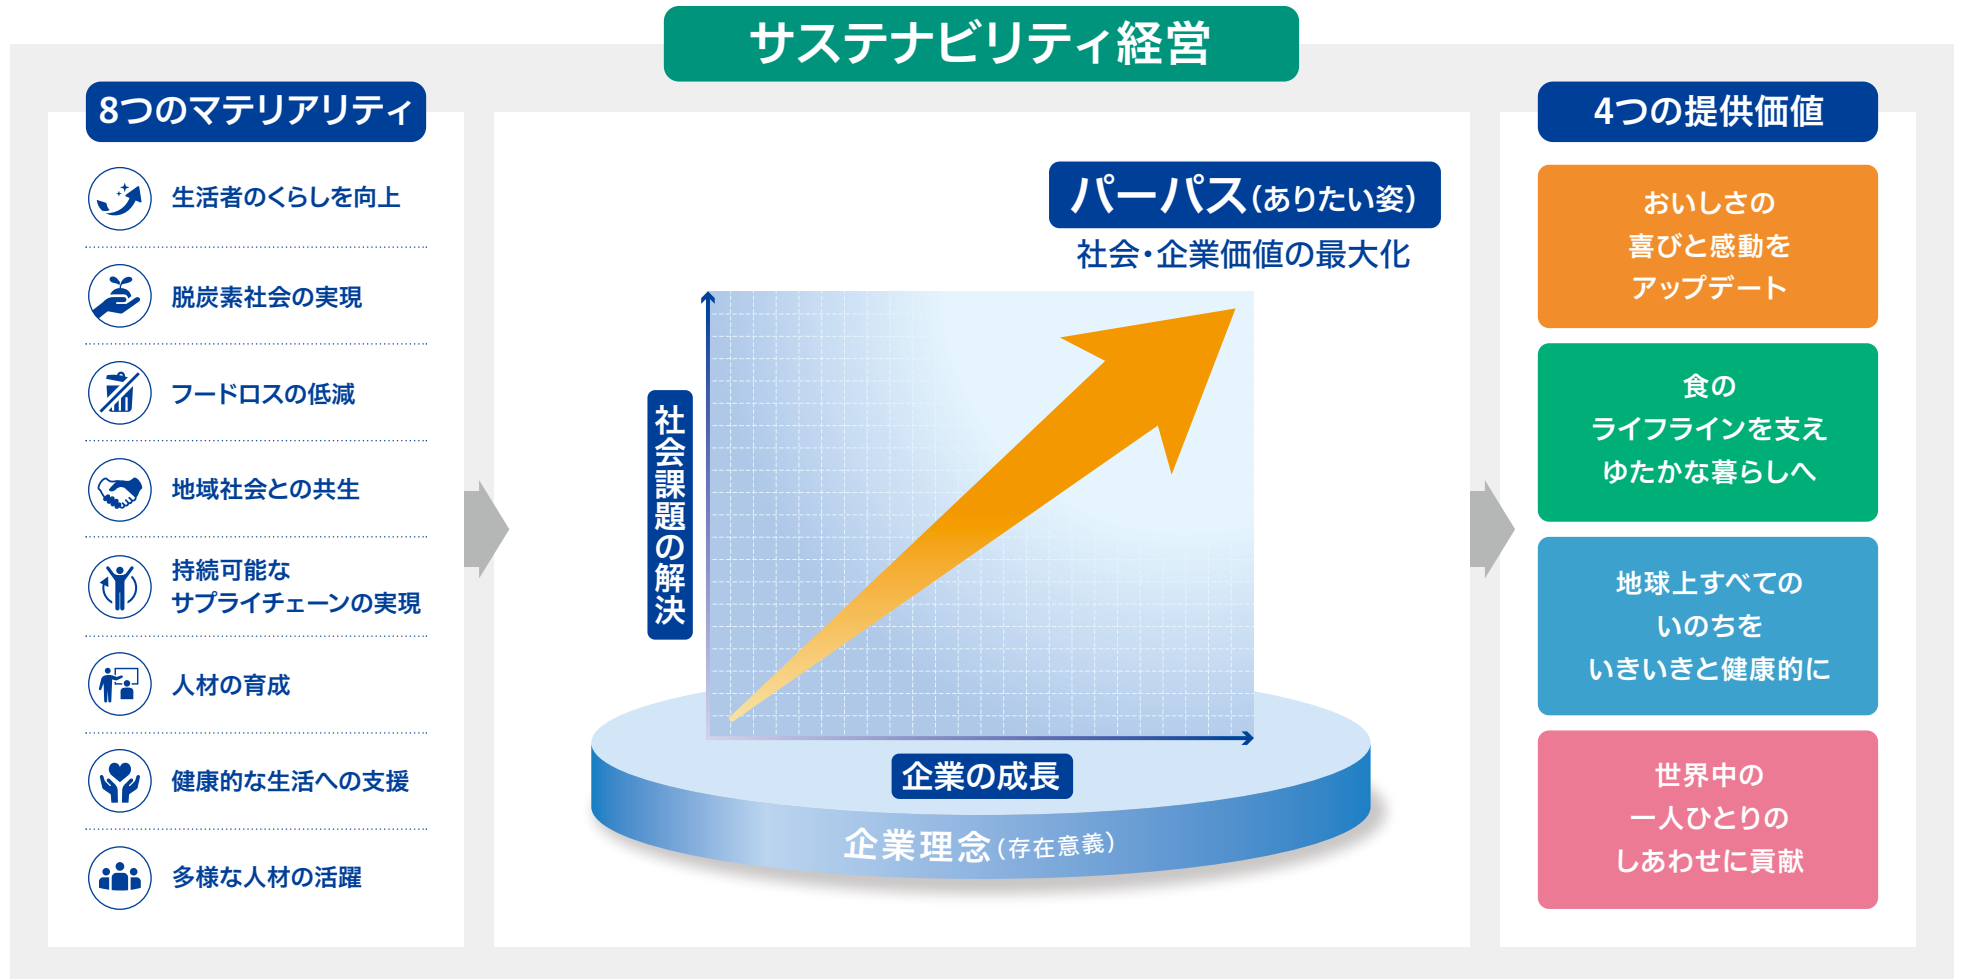 サステナビリティ経営
8つのマテリアリティ
生活者のくらしを向上
脱炭素社会の実現
フードロスの低減
地域社会との共生
持続可能な
サプライチェーンの実現
人材の育成
健康的な生活への支援
多様な人材の活躍
パーパス(ありたい姿)
社会・企業価値の最大化
社会課題の解決
企業の成長
企業理念(存在意義)
4つの提供価値
おいしさの
喜びと感動を
アップデート
食の
ライフラインを支え
ゆたかな暮らしへ
地球上すべての
いのちを
いきいきと健康的に
世界中の
一人ひとりの
しあわせに貢献